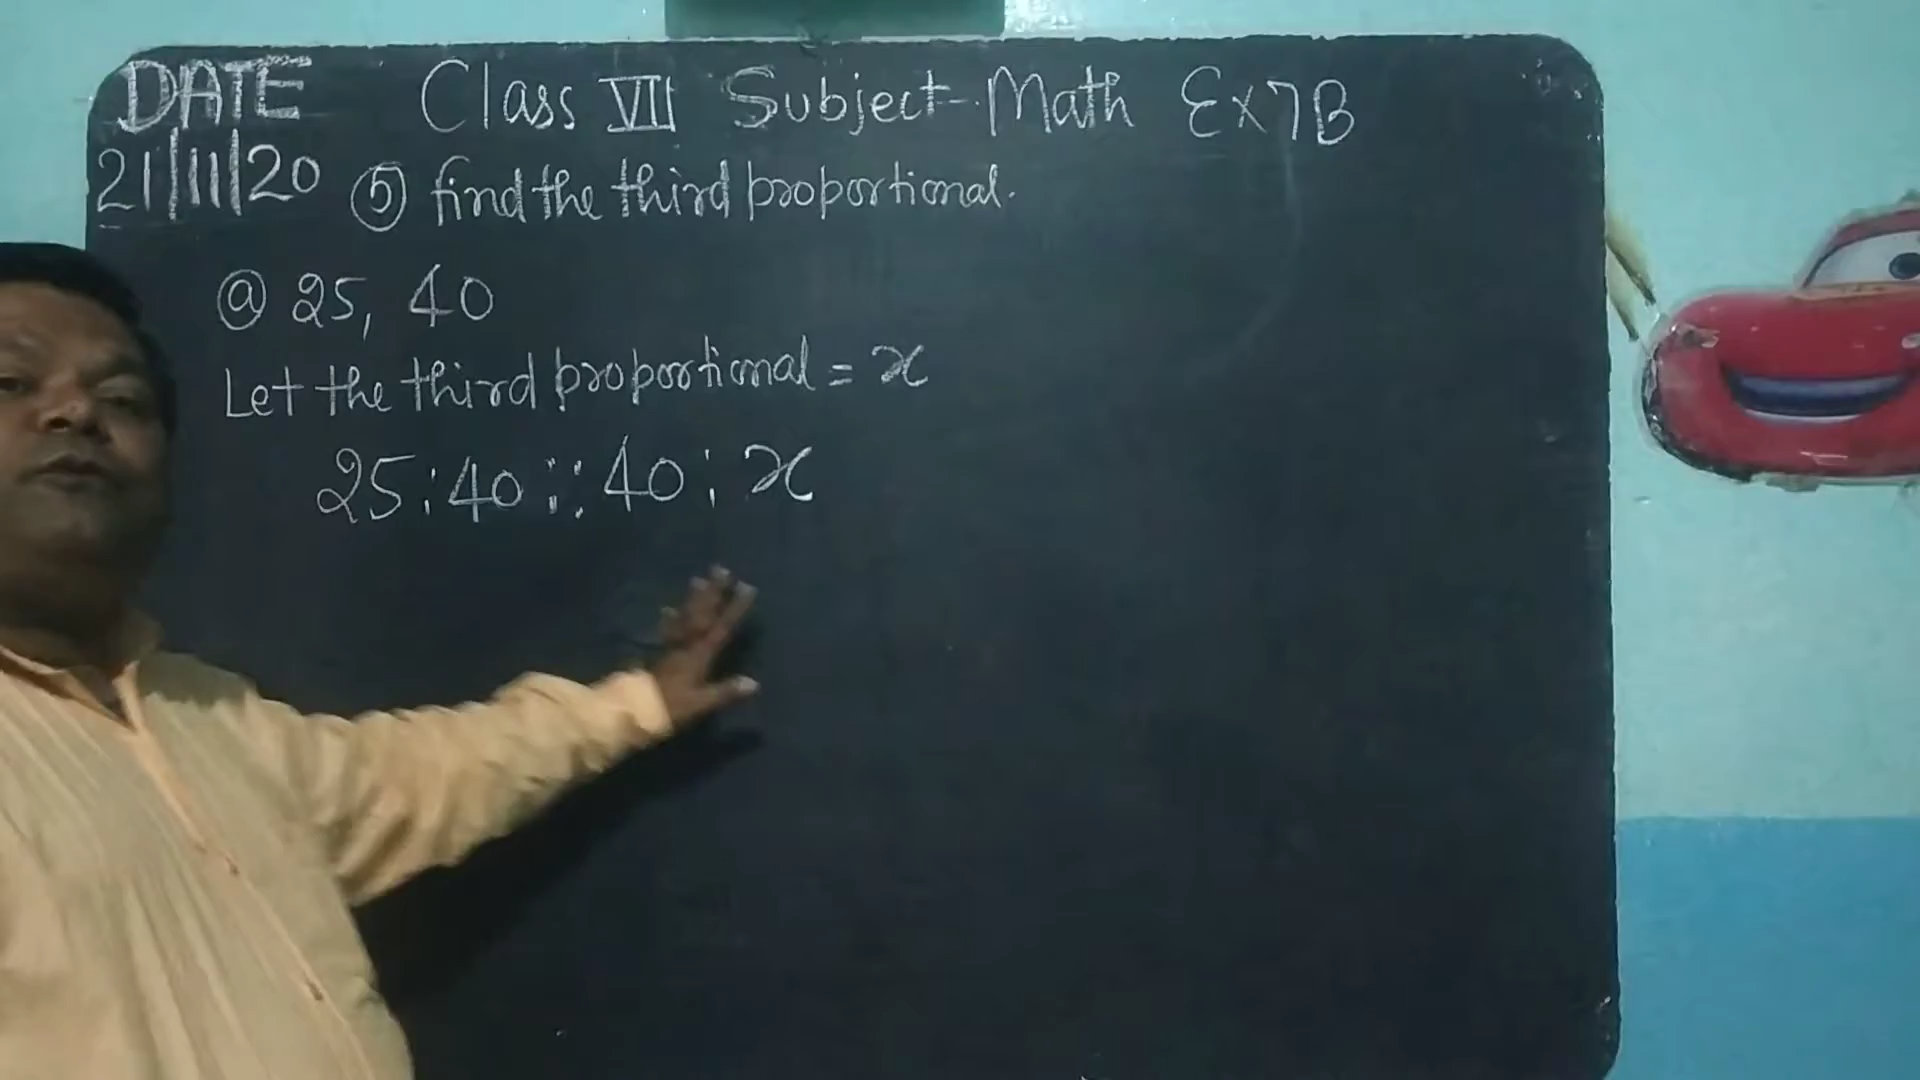 DATE Class VII Subject-Math Ex7B
21/11/20 ⑤ find the third proportional.
ⓐ 25, 40
Let the third proportional = x
25:40::40:x